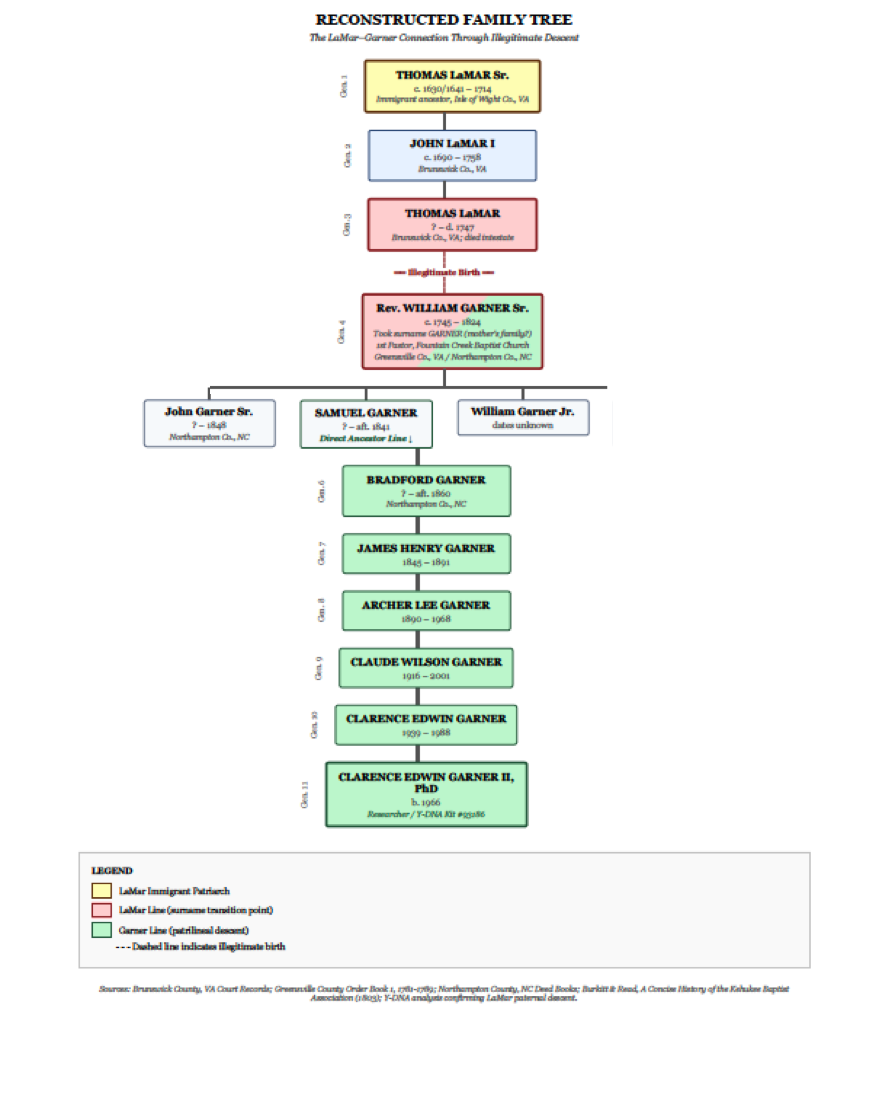 RECONSTRUCTED FAMILY TREE
The LaMar–Garner Connection Through Illegitimate Descent
Gen. 1
THOMAS LaMAR Sr.
c. 1630/1641 – 1714
Immigrant ancestor, Isle of Wight Co., VA
Gen. 2
JOHN LaMAR I
c. 1690 – 1758
Brunswick Co., VA
Gen. 3
THOMAS LaMAR
? – d. 1747
Brunswick Co., VA; died intestate
— Illegitimate Birth —
Gen. 4
Rev. WILLIAM GARNER Sr.
c. 1745 – 1824
Took surname GARNER (mother's family?)
1st Pastor, Fountain Creek Baptist Church
Greensville Co., VA / Northampton Co., NC
John Garner Sr.
? – 1848
Northampton Co., NC
SAMUEL GARNER
? – aft. 1841
Direct Ancestor Line ↓
William Garner Jr.
dates unknown
Gen. 6
BRADFORD GARNER
? – aft. 1860
Northampton Co., NC
Gen. 7
JAMES HENRY GARNER
1845 – 1891
Gen. 8
ARCHER LEE GARNER
1890 – 1968
Gen. 9
CLAUDE WILSON GARNER
1916 – 2001
Gen. 10
CLARENCE EDWIN GARNER
1939 – 1988
Gen. 11
CLARENCE EDWIN GARNER II,
PhD
b. 1966
Researcher / Y-DNA Kit #93286
LEGEND
LaMar Immigrant Patriarch
LaMar Line (surname transition point)
Garner Line (patrilineal descent)
--- Dashed line indicates illegitimate birth
Sources: Brunswick County, VA Court Records; Greensville County Order Book 1, 1781-1789; Northampton County, NC Deed Books; Burkitt & Read, A Concise History of the Kehukee Baptist
Association (1803); Y-DNA analysis confirming LaMar paternal descent.